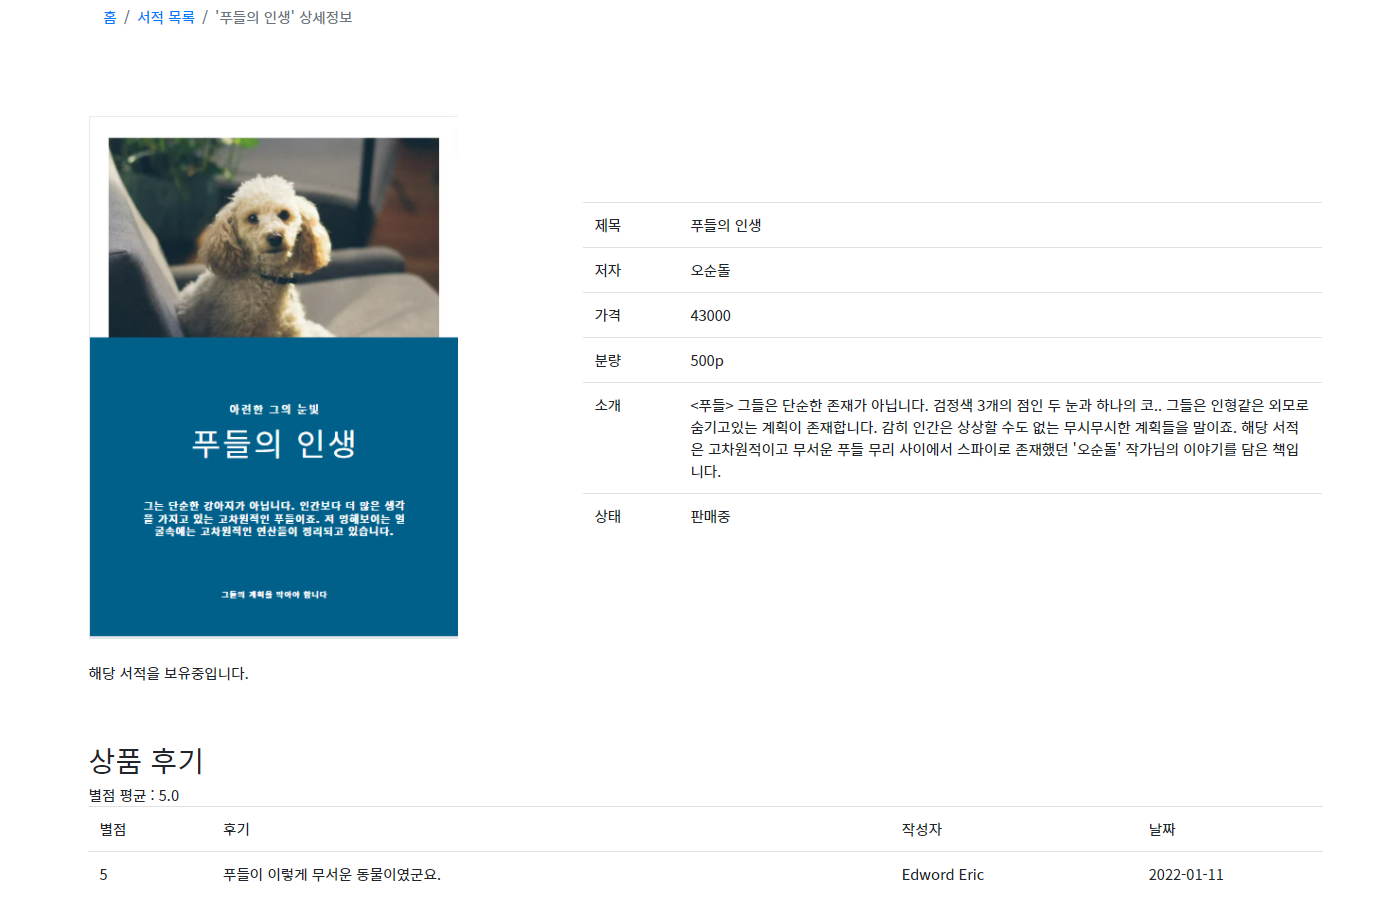 홈 / 서적 목록 / '푸들의 인생' 상세정보
아련한 그의 눈빛
푸들의 인생
그는 단순한 강아지가 아닙니다. 인간보다 더 많은 생각
을 가지고 있는 고차원적인 푸들이죠. 저 멍해보이는 얼
굴속에는 고차원적인 연산들이 정리되고 있습니다.
그들의 계획을 막아야 합니다
제목 푸들의 인생
저자 오순돌
가격 43000
분량 500p
소개 <푸들> 그들은 단순한 존재가 아닙니다. 검정색 3개의 점인 두 눈과 하나의 코.. 그들은 인형같은 외모로
숨기고있는 계획이 존재합니다. 감히 인간은 상상할 수도 없는 무시무시한 계획들을 말이죠. 해당 서적
은 고차원적이고 무서운 푸들 무리 사이에서 스파이로 존재했던 '오순돌' 작가님의 이야기를 담은 책입
니다.
상태 판매중
해당 서적을 보유중입니다.
상품 후기
별점 평균 : 5.0
별점 후기 작성자 날짜
5 푸들이 이렇게 무서운 동물이였군요. Edword Eric 2022-01-11